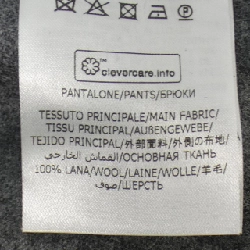 clevercare.info
PANTALONE/PANTS/БРЮКИ
TESSUTO PRINCIPALE/MAIN FABRIC/
TISSU PRINCIPAL/AUßENGEWEBE/
TEJIDO PRINCIPAL/外部面料/外側の布地/
القماش الخارجي/ОСНОВНАЯ ТКАНЬ
100% LANA/WOOL/LAINE/WOLLE/羊毛/
صوف/ШЕРСТЬ